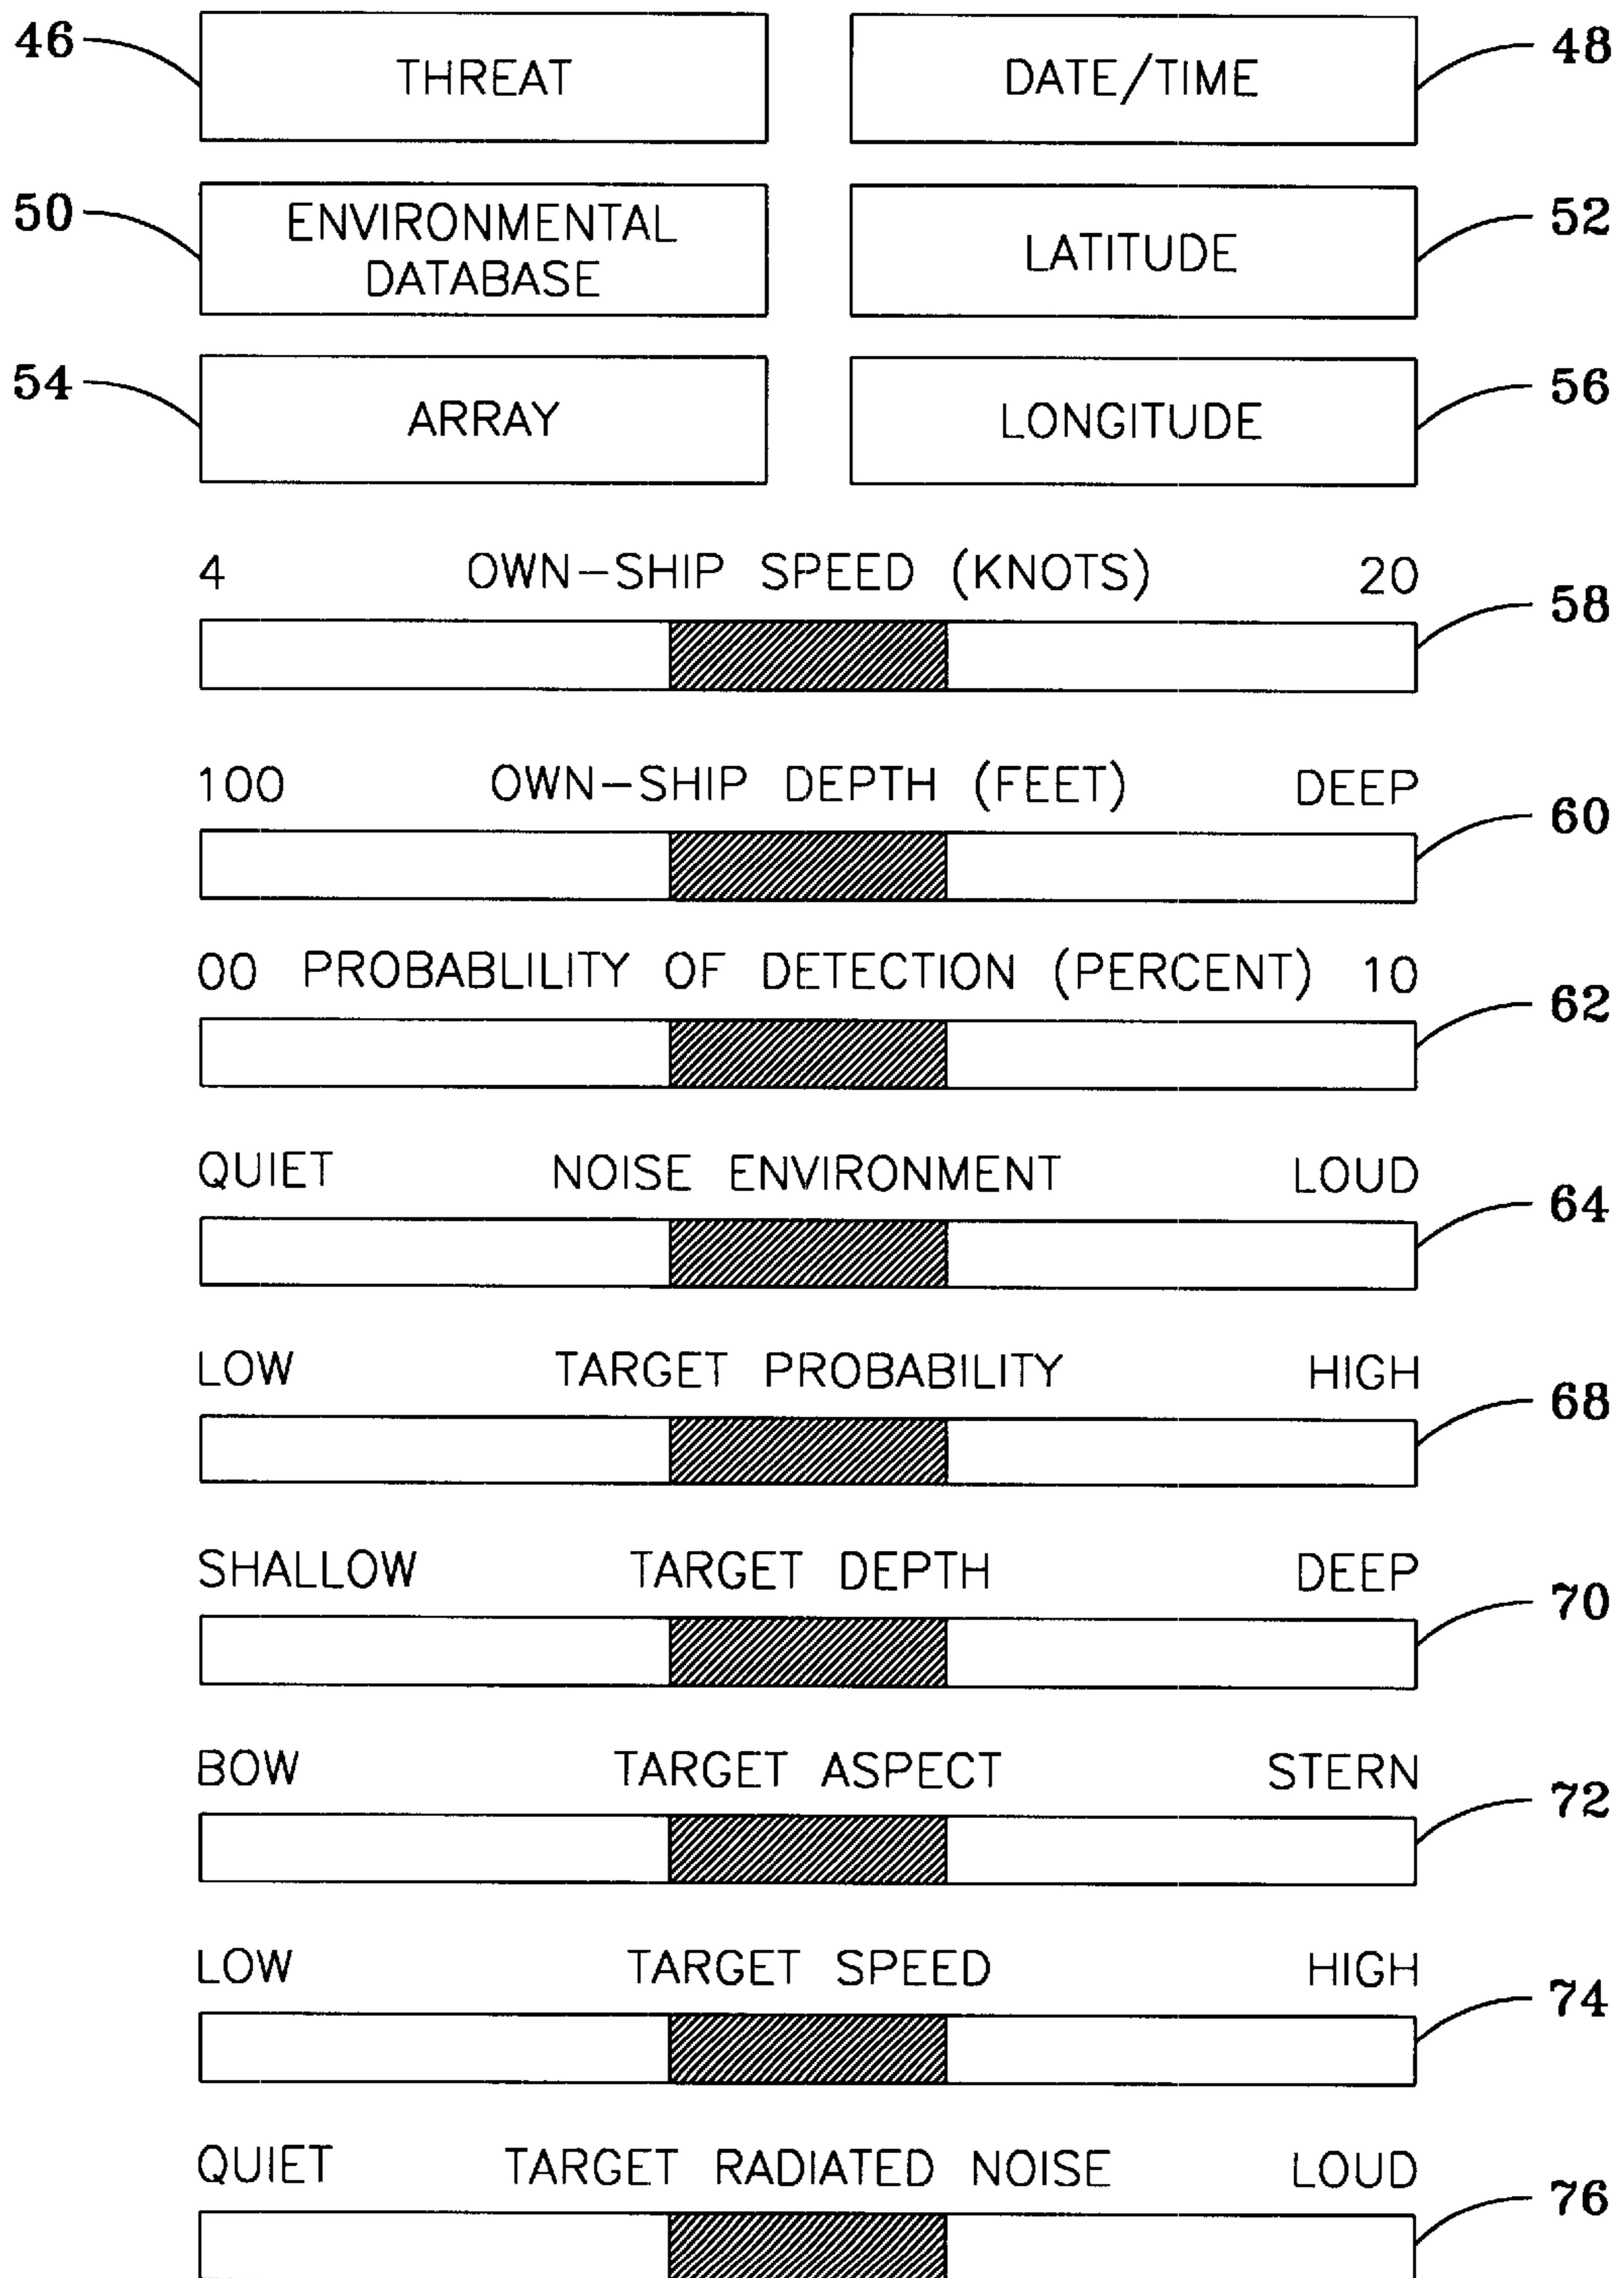 46 THREAT DATE/TIME 48
50 ENVIRONMENTAL DATABASE LATITUDE 52
54 ARRAY LONGITUDE 56
4 OWN-SHIP SPEED (KNOTS) 20
58
100 OWN-SHIP DEPTH (FEET) DEEP
60
00 PROBABLILITY OF DETECTION (PERCENT) 10
62
QUIET NOISE ENVIRONMENT LOUD
64
LOW TARGET PROBABILITY HIGH
68
SHALLOW TARGET DEPTH DEEP
70
BOW TARGET ASPECT STERN
72
LOW TARGET SPEED HIGH
74
QUIET TARGET RADIATED NOISE LOUD
76